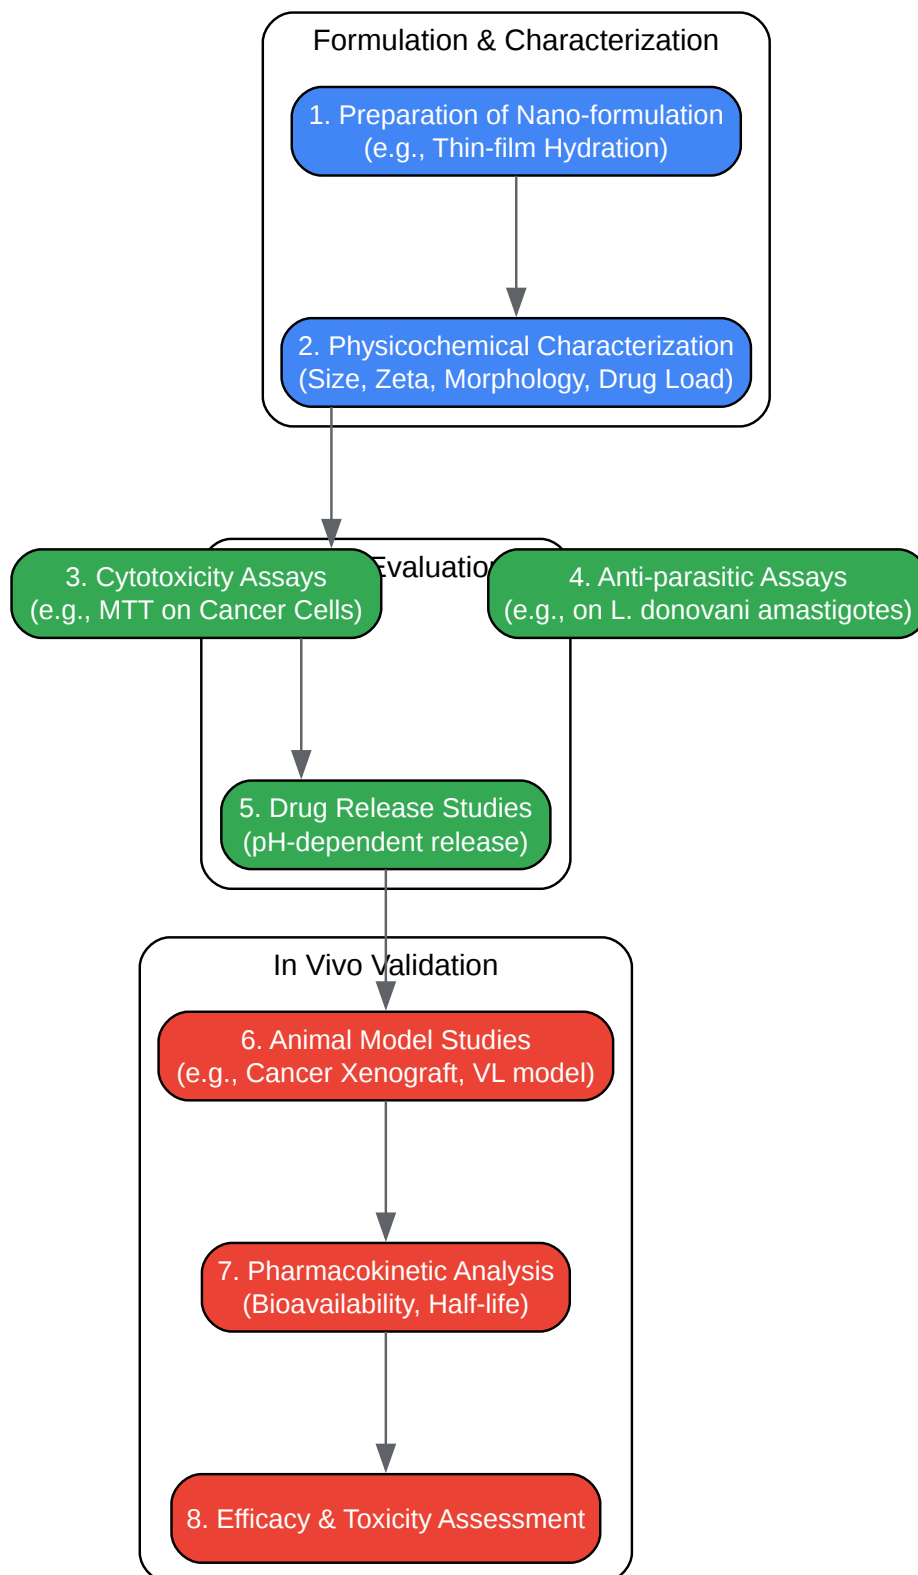 Formulation & Characterization
1. Preparation of Nano-formulation
(e.g., Thin-film Hydration)
2. Physicochemical Characterization
(Size, Zeta, Morphology, Drug Load)
Evaluation
3. Cytotoxicity Assays
(e.g., MTT on Cancer Cells)
4. Anti-parasitic Assays
(e.g., on L. donovani amastigotes)
5. Drug Release Studies
(pH-dependent release)
In Vivo Validation
6. Animal Model Studies
(e.g., Cancer Xenograft, VL model)
7. Pharmacokinetic Analysis
(Bioavailability, Half-life)
8. Efficacy & Toxicity Assessment